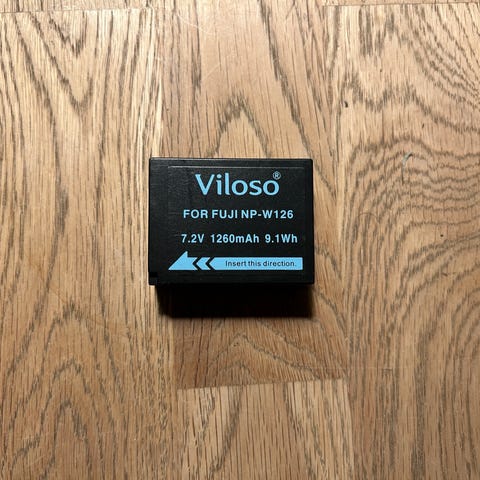 Viloso®
FOR FUJI NP-W126
7.2V 1260mAh 9.1Wh
Insert this direction.